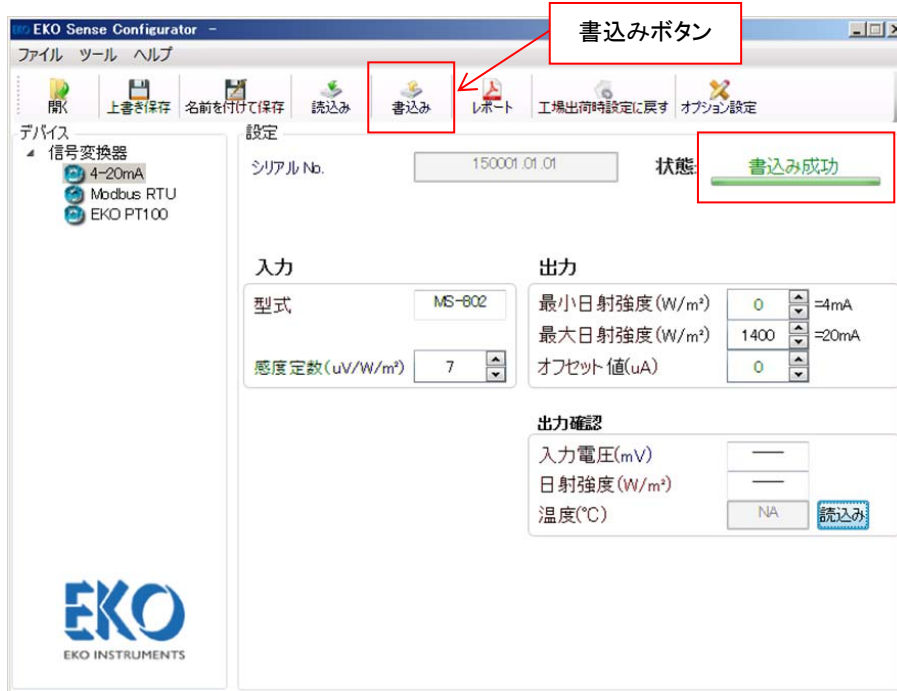 書込みボタン
EKO Sense Configurator -
ファイル ツール ヘルプ
開く 上書き保存 名前を付けて保存 読込み 書込み レポート 工場出荷時設定に戻す オプション設定
デバイス
信号変換器
4-20mA
Modbus RTU
EKO PT100
設定
シリアル No. 150001.01.01 状態: 書込み成功
入力
型式 MS-802
感度定数(uV/W/m²) 7
出力
最小日射強度(W/m²) 0 =4mA
最大日射強度(W/m²) 1400 =20mA
オフセット値(uA) 0
出力確認
入力電圧(mV) ──
日射強度(W/m²) ──
温度(℃) NA 読込み
EKO
EKO INSTRUMENTS